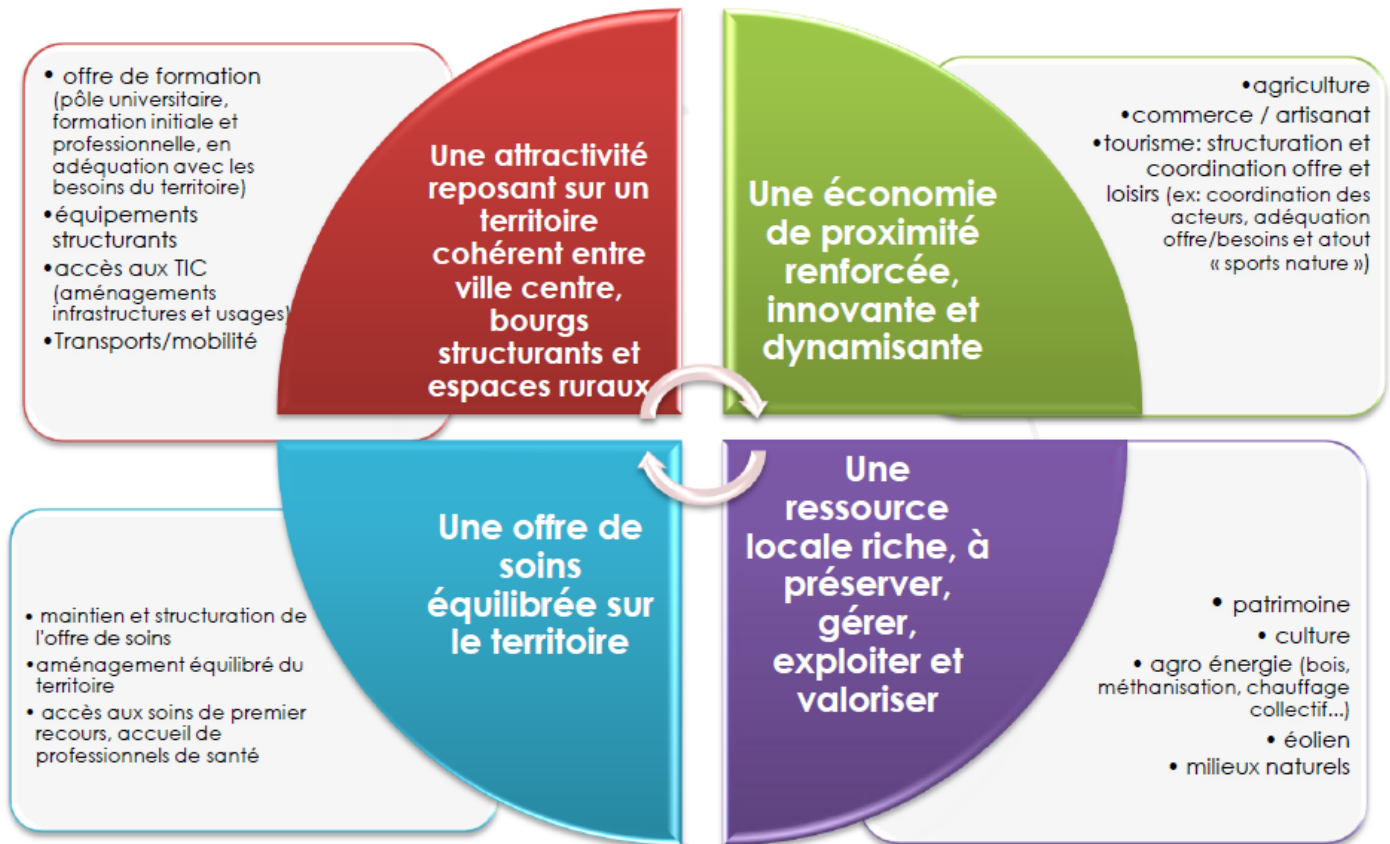 • offre de formation
(pôle universitaire,
formation initiale et
professionnelle, en
adéquation avec les
besoins du territoire)
•équipements
structurants
•accès aux TIC
(aménagements
infrastructures et usages)
•Transports/mobilité
Une attractivité
reposant sur un
territoire
cohérent entre
ville centre,
bourgs
structurants et
espaces ruraux
Une économie
de proximité
renforcée,
innovante et
dynamisante
•agriculture
•commerce / artisanat
•tourisme: structuration et
coordination offre et
loisirs (ex: coordination des
acteurs, adéquation
offre/besoins et atout
« sports nature »)
• maintien et structuration de
l'offre de soins
•aménagement équilibré du
territoire
• accès aux soins de premier
recours, accueil de
professionnels de santé
Une offre de
soins
équilibrée sur
le territoire
Une
ressource
locale riche, à
préserver,
gérer,
exploiter et
valoriser
• patrimoine
• culture
• agro énergie (bois,
méthanisation, chauffage
collectif...)
• éolien
• milieux naturels